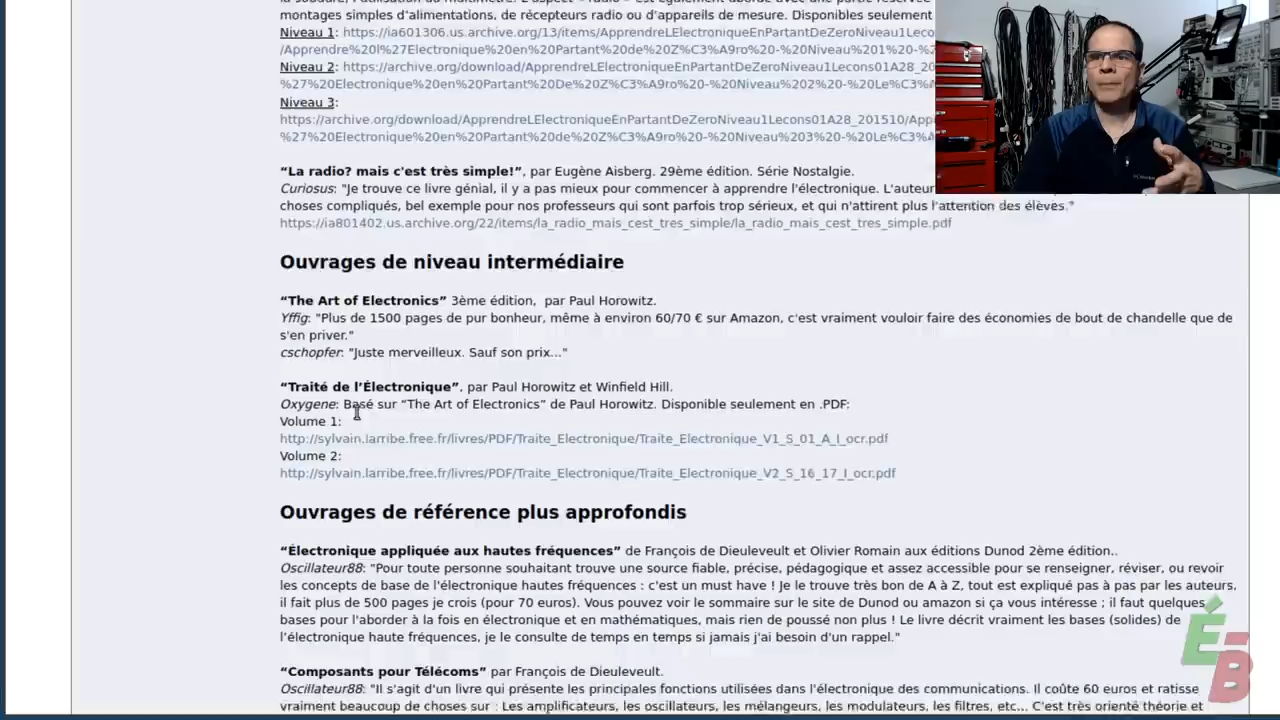 montages simples d'alimentations, de récepteurs radio ou d'appareils de mesure. Disponibles seulement
Niveau 1: https://ia601306.us.archive.org/13/items/ApprendreLElectroniqueEnPartantDeZeroNiveau1Leco
/Apprendre%20l%27Electronique%20en%20Partant%20de%20Z%C3%A9ro%20-%20Niveau%201%20-%2
Niveau 2: https://archive.org/download/ApprendreLElectroniqueEnPartantDeZeroNiveau1Lecons01A28_20
%27%20Electronique%20en%20Partant%20De%20Z%C3%A9ro%20-%20Niveau%202%20-%20Le%C3%
Niveau 3:
https://archive.org/download/ApprendreLElectroniqueEnPartantDeZeroNiveau1Lecons01A28_201510/App
%27%20Electronique%20en%20Partant%20de%20Z%C3%A9ro%20-%20Niveau%203%20-%20Le%C3%
“La radio? mais c'est très simple!”, par Eugène Aisberg. 29ème édition. Série Nostalgie.
Curiosus: "Je trouve ce livre génial, il y a pas mieux pour commencer à apprendre l'électronique. L'auteur
choses compliqués, bel exemple pour nos professeurs qui sont parfois trop sérieux, et qui n'attirent plus l'attention des élèves."
https://ia801402.us.archive.org/22/items/la_radio_mais_cest_tres_simple/la_radio_mais_cest_tres_simple.pdf
Ouvrages de niveau intermédiaire
“The Art of Electronics” 3ème édition, par Paul Horowitz.
Yffig: "Plus de 1500 pages de pur bonheur, même à environ 60/70 € sur Amazon, c'est vraiment vouloir faire des économies de bout de chandelle que de
s'en priver."
cschopfer: "Juste merveilleux. Sauf son prix..."
“Traité de l’Électronique”, par Paul Horowitz et Winfield Hill.
Oxygene: Basé sur “The Art of Electronics” de Paul Horowitz. Disponible seulement en .PDF:
Volume 1:
http://sylvain.larribe.free.fr/livres/PDF/Traite_Electronique/Traite_Electronique_V1_S_01_A_I_ocr.pdf
Volume 2:
http://sylvain.larribe.free.fr/livres/PDF/Traite_Electronique/Traite_Electronique_V2_S_16_17_I_ocr.pdf
Ouvrages de référence plus approfondis
“Électronique appliquée aux hautes fréquences” de François de Dieuleveult et Olivier Romain aux éditions Dunod 2ème édition..
Oscillateur88: "Pour toute personne souhaitant trouve une source fiable, précise, pédagogique et assez accessible pour se renseigner, réviser, ou revoir
les concepts de base de l'électronique hautes fréquences : c'est un must have ! Je le trouve très bon de A à Z, tout est expliqué pas à pas par les auteurs,
il fait plus de 500 pages je crois (pour 70 euros). Vous pouvez voir le sommaire sur le site de Dunod ou amazon si ça vous intéresse ; il faut quelques
bases pour l'aborder à la fois en électronique et en mathématiques, mais rien de poussé non plus ! Le livre décrit vraiment les bases (solides) de
l’électronique haute fréquences, je le consulte de temps en temps si jamais j'ai besoin d'un rappel."
“Composants pour Télécoms” par François de Dieuleveult.
Oscillateur88: "Il s'agit d'un livre qui présente les principales fonctions utilisées dans l'électronique des communications. Il coûte 60 euros et ratisse
vraiment beaucoup de choses sur : Les amplificateurs, les oscillateurs, les mélangeurs, les modulateurs, les filtres, etc... C'est très orienté théorie et
É-B